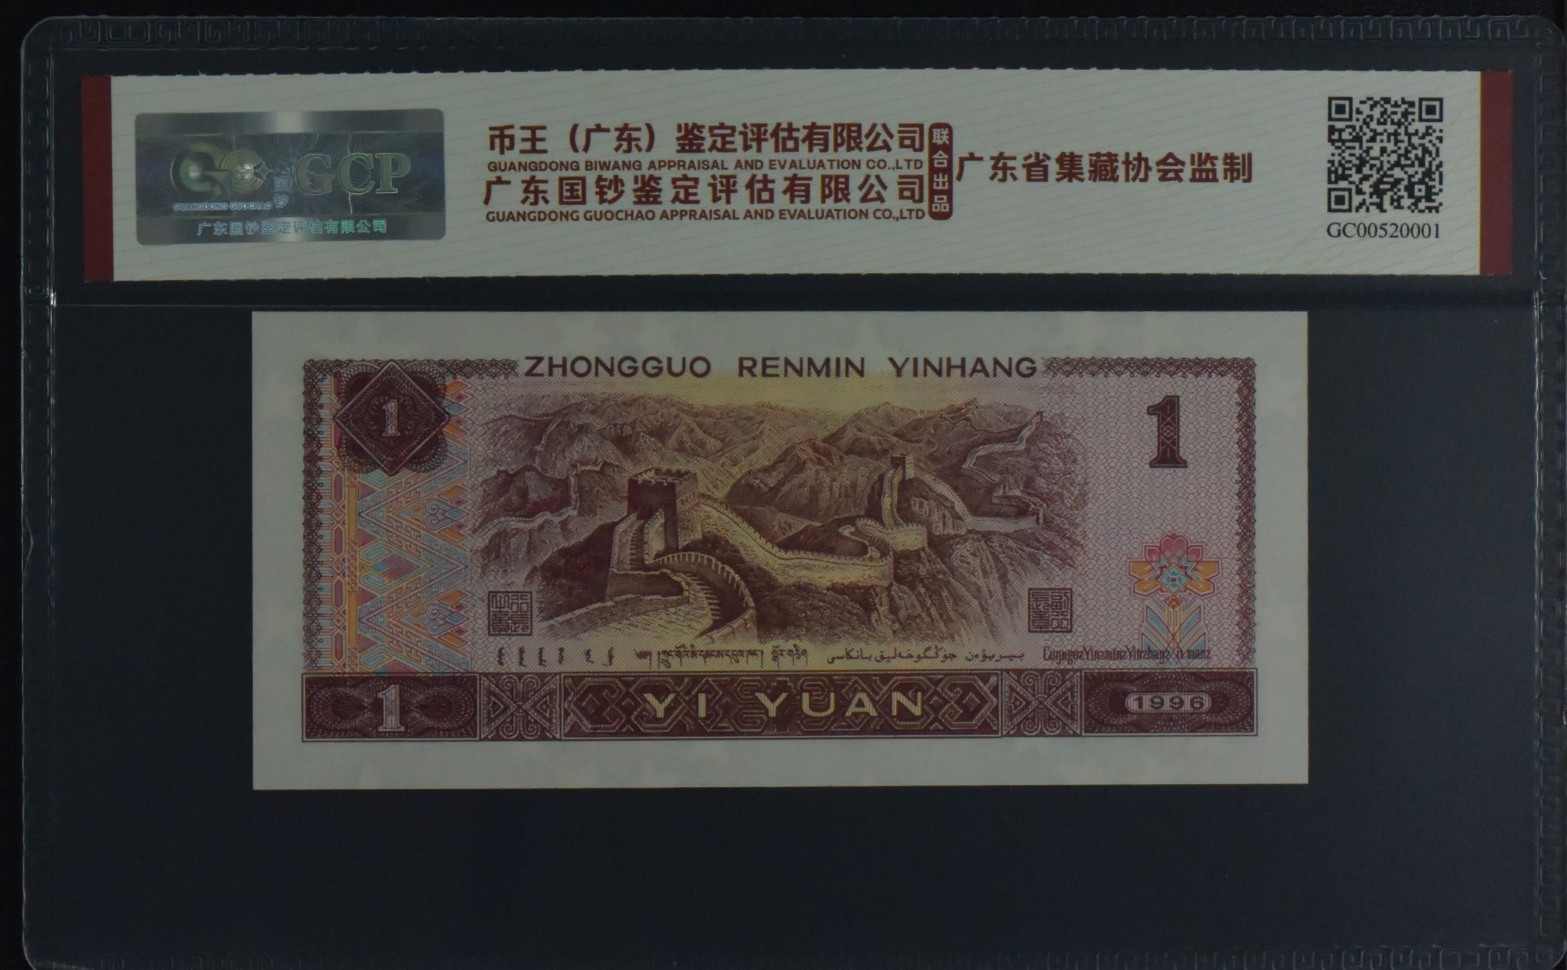 GCP
GUANGDONG GUOCHAO
广东国钞鉴定评估有限公司
币王（广东）鉴定评估有限公司
GUANGDONG BIWANG APPRAISAL AND EVALUATION CO.,LTD
广东国钞鉴定评估有限公司
GUANGDONG GUOCHAO APPRAISAL AND EVALUATION CO.,LTD
联合出品
广东省集藏协会监制
GC00520001
ZHONGGUO RENMIN YINHANG
1
1
1
YI YUAN
1996